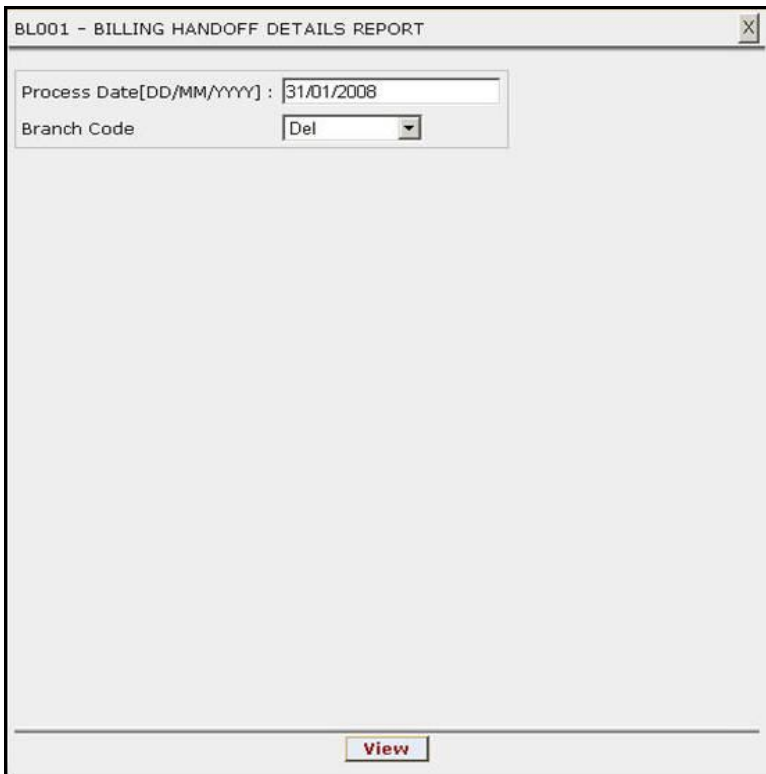 BL001 - BILLING HANDOFF DETAILS REPORT X
Process Date[DD/MM/YYYY] : 31/01/2008
Branch Code Del
View